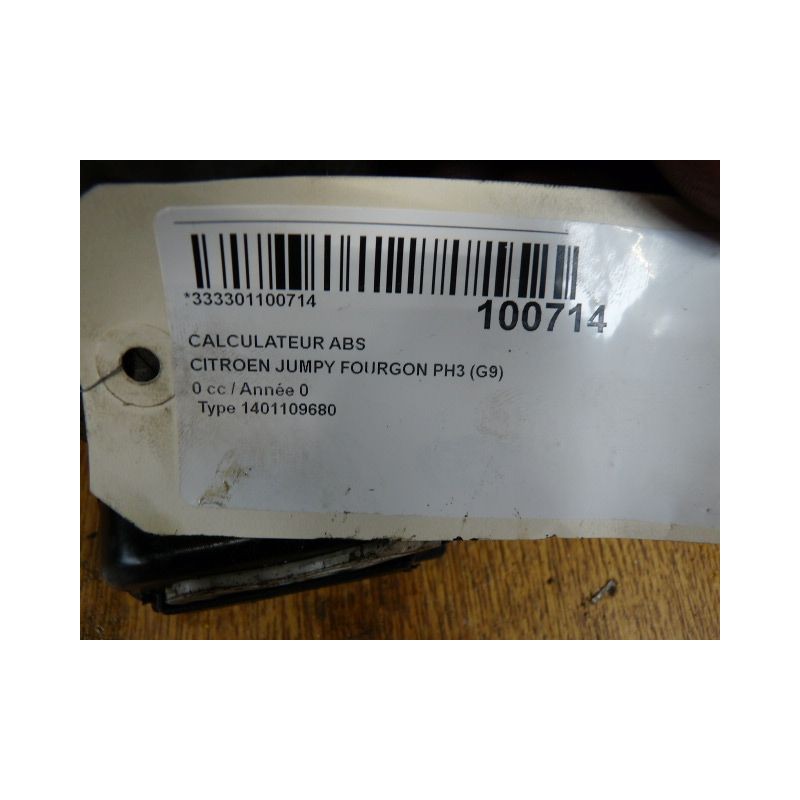 *333301100714
100714
CALCULATEUR ABS
CITROEN JUMPY FOURGON PH3 (G9)
0 cc / Année 0
Type 1401109680